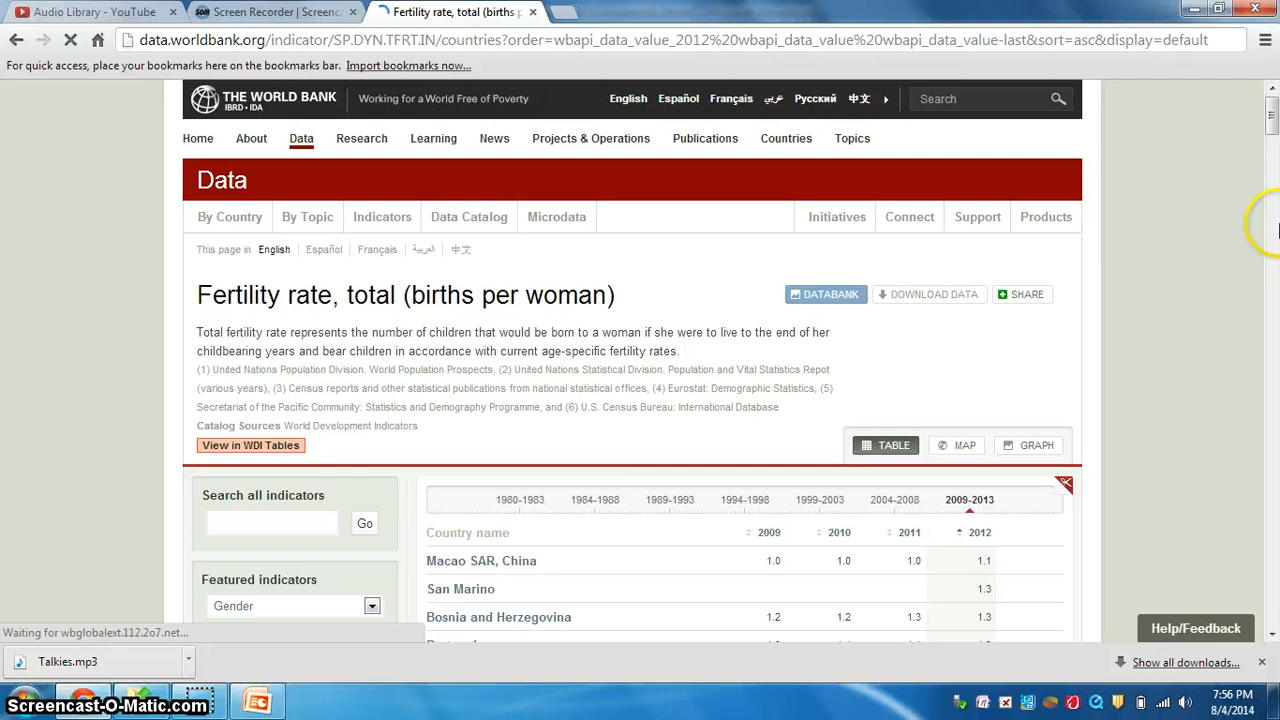 Audio Library - YouTube
Screen Recorder | Screenca
Fertility rate, total (births p
data.worldbank.org/indicator/SP.DYN.TFRT.IN/countries?order=wbapi_data_value_2012%20wbapi_data_value%20wbapi_data_value-last&sort=asc&display=default
For quick access, place your bookmarks here on the bookmarks bar. Import bookmarks now...
THE WORLD BANK
IBRD • IDA
Working for a World Free of Poverty
English Español Français عربي Русский 中文
Search
Home About Data Research Learning News Projects & Operations Publications Countries Topics
Data
By Country By Topic Indicators Data Catalog Microdata Initiatives Connect Support Products
This page in English Español Français العربية 中文
Fertility rate, total (births per woman)
DATABANK DOWNLOAD DATA SHARE
Total fertility rate represents the number of children that would be born to a woman if she were to live to the end of her
childbearing years and bear children in accordance with current age-specific fertility rates.
(1) United Nations Population Division. World Population Prospects, (2) United Nations Statistical Division. Population and Vital Statistics Repot
(various years), (3) Census reports and other statistical publications from national statistical offices, (4) Eurostat: Demographic Statistics, (5)
Secretariat of the Pacific Community: Statistics and Demography Programme, and (6) U.S. Census Bureau: International Database
Catalog Sources World Development Indicators
View in WDI Tables
TABLE MAP GRAPH
Search all indicators
Go
Featured indicators
Gender
1980-1983 1984-1988 1989-1993 1994-1998 1999-2003 2004-2008 2009-2013
Country name 2009 2010 2011 2012
Macao SAR, China 1.0 1.0 1.0 1.1
San Marino 1.3
Bosnia and Herzegovina 1.2 1.2 1.3 1.3
Help/Feedback
Waiting for wbglobalext.112.2o7.net...
Talkies.mp3
Show all downloads...
Screencast-O-Matic.com
7:56 PM
8/4/2014